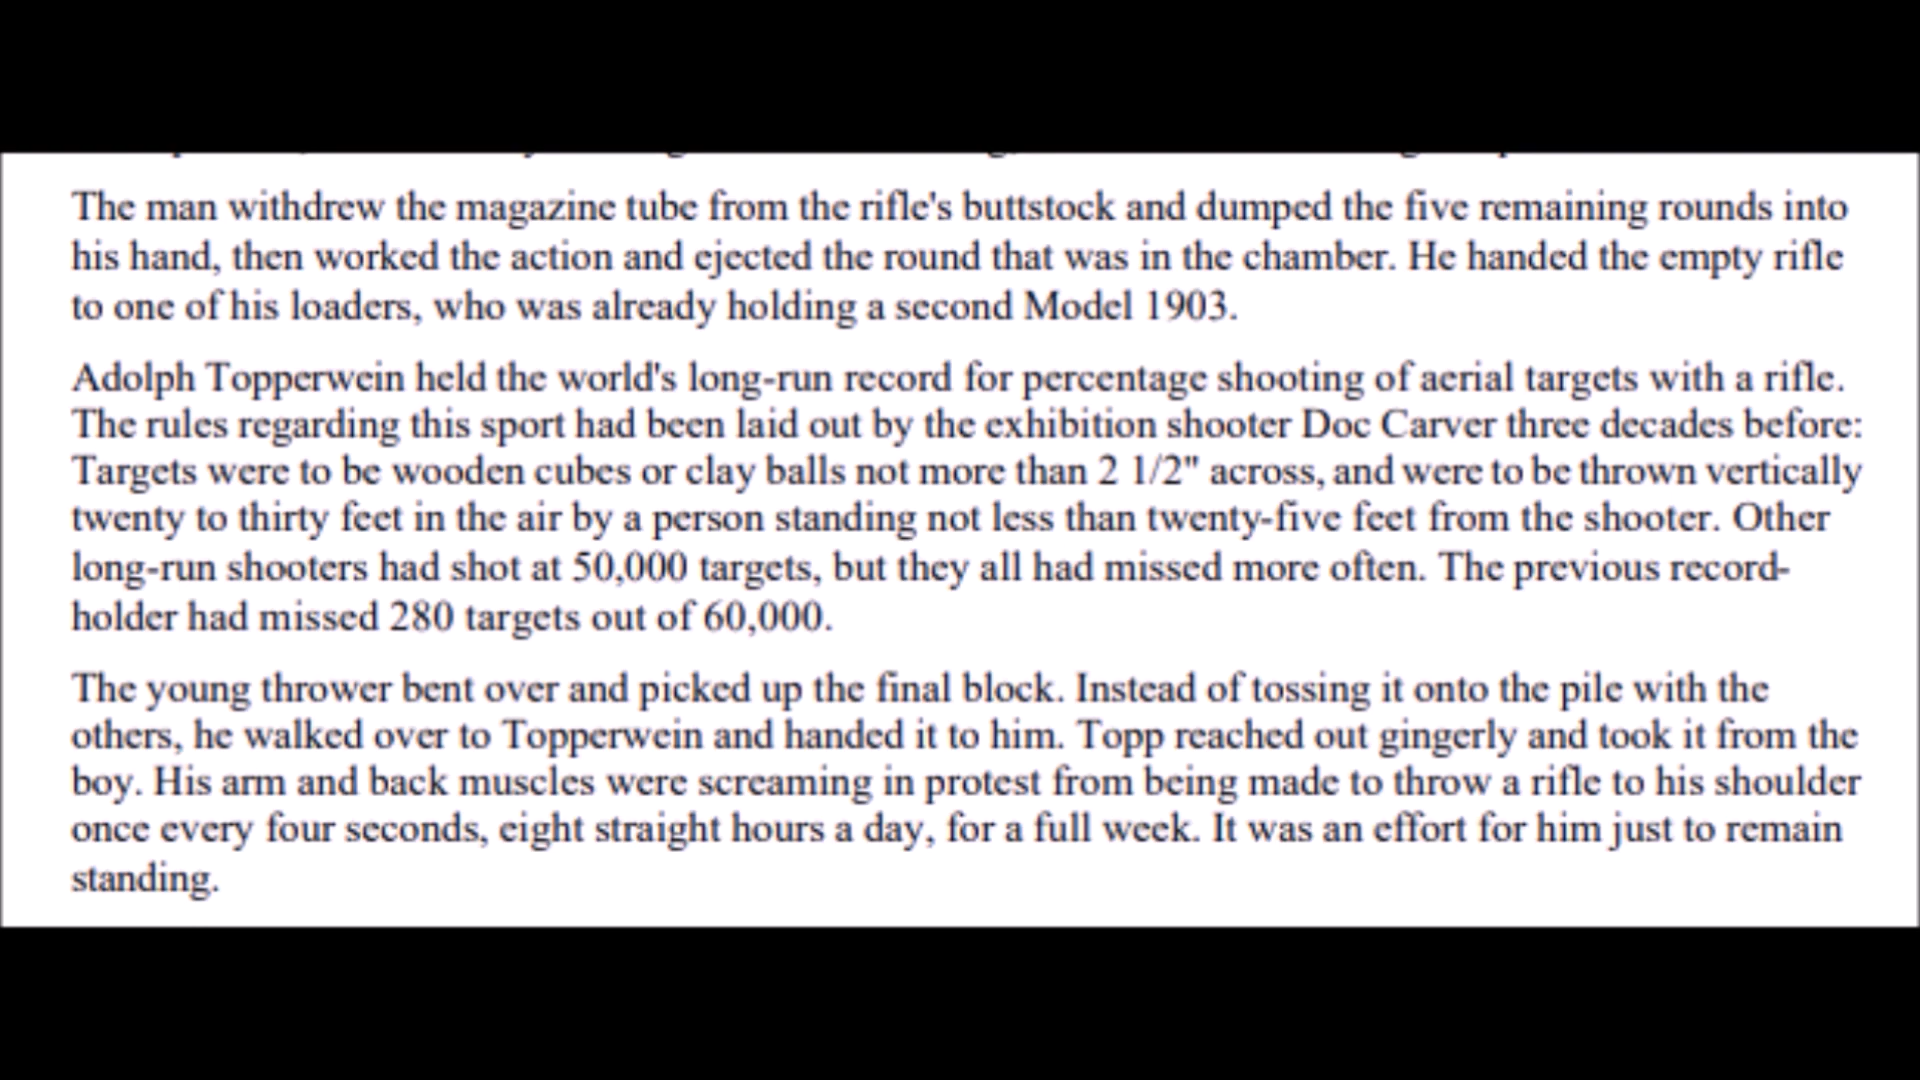 The man withdrew the magazine tube from the rifle's buttstock and dumped the five remaining rounds into
his hand, then worked the action and ejected the round that was in the chamber. He handed the empty rifle
to one of his loaders, who was already holding a second Model 1903.
Adolph Topperwein held the world's long-run record for percentage shooting of aerial targets with a rifle.
The rules regarding this sport had been laid out by the exhibition shooter Doc Carver three decades before:
Targets were to be wooden cubes or clay balls not more than 2 1/2" across, and were to be thrown vertically
twenty to thirty feet in the air by a person standing not less than twenty-five feet from the shooter. Other
long-run shooters had shot at 50,000 targets, but they all had missed more often. The previous record-
holder had missed 280 targets out of 60,000.
The young thrower bent over and picked up the final block. Instead of tossing it onto the pile with the
others, he walked over to Topperwein and handed it to him. Topp reached out gingerly and took it from the
boy. His arm and back muscles were screaming in protest from being made to throw a rifle to his shoulder
once every four seconds, eight straight hours a day, for a full week. It was an effort for him just to remain
standing.